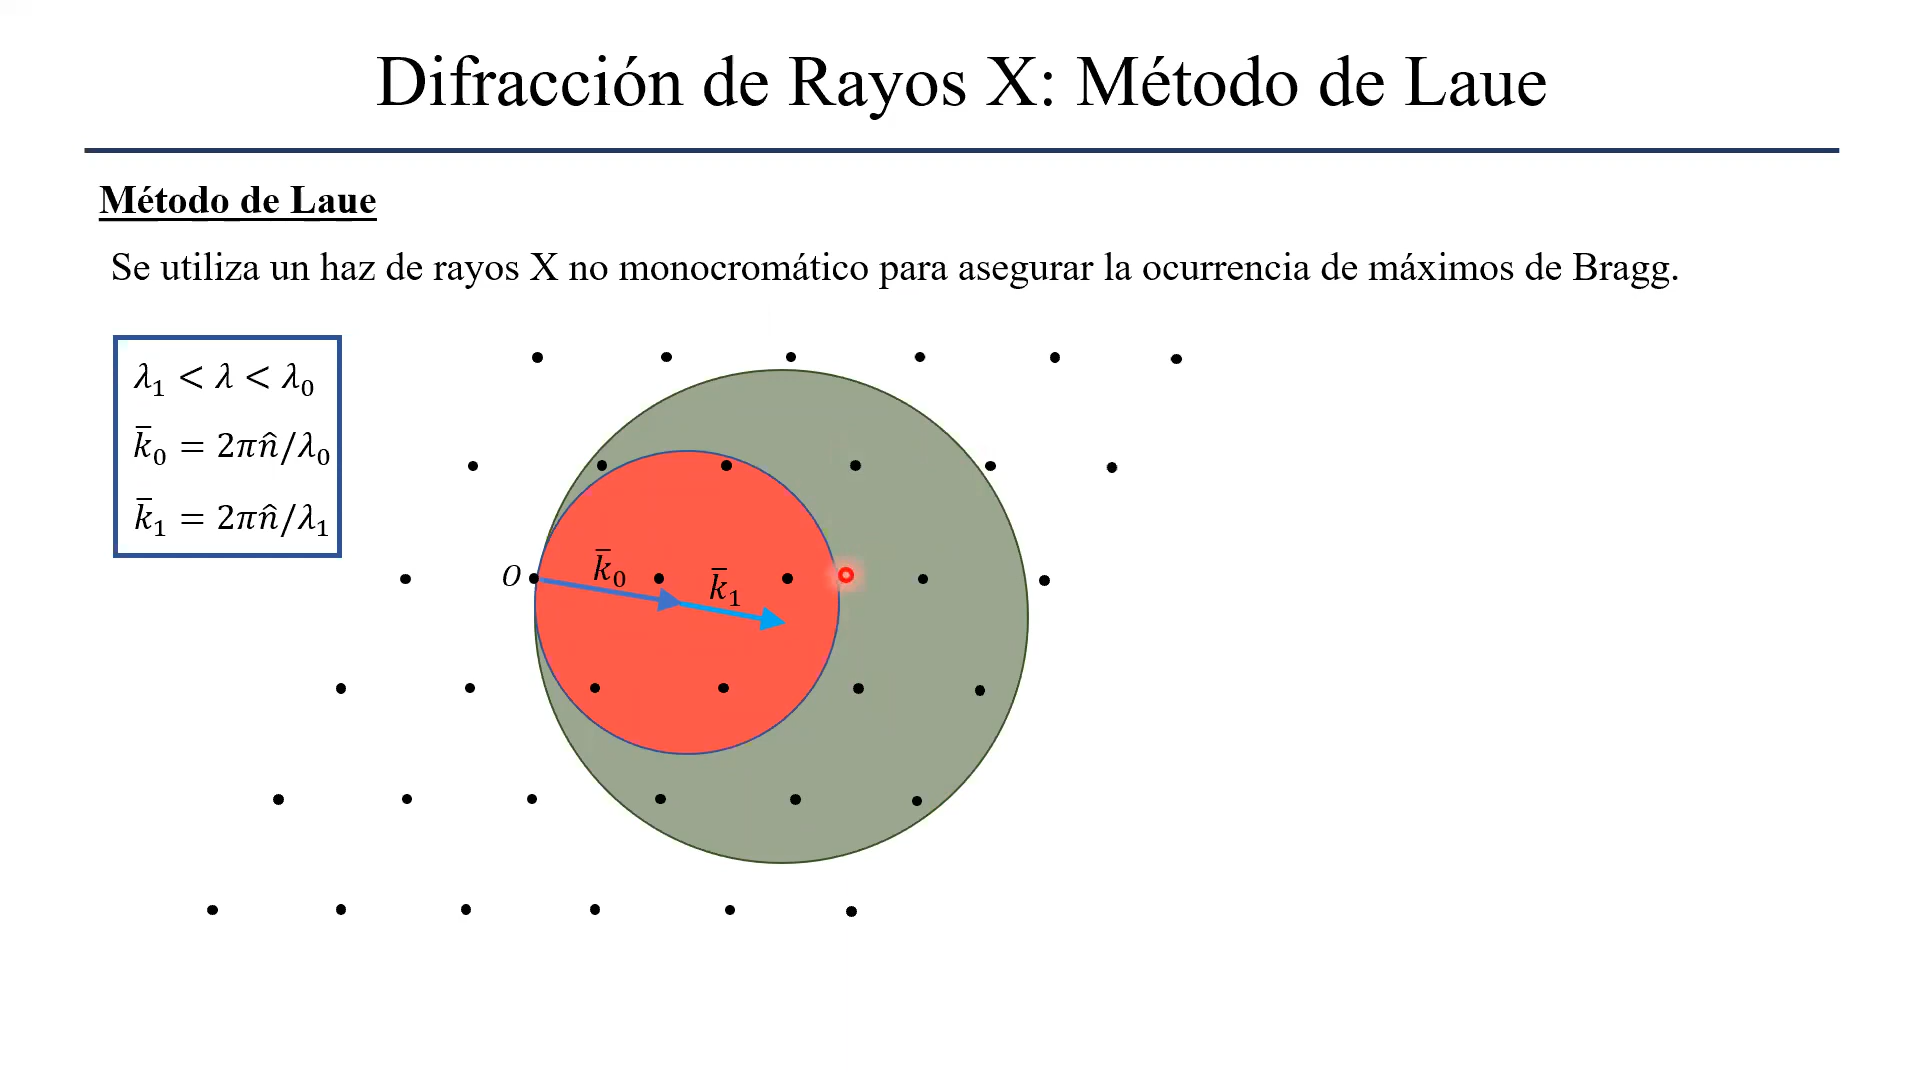 Difracción de Rayos X: Método de Laue
Método de Laue
Se utiliza un haz de rayos X no monocromático para asegurar la ocurrencia de máximos de Bragg.
λ₁ < λ < λ₀
k̄₀ = 2πn̂/λ₀
k̄₁ = 2πn̂/λ₁
O
k̄₀
k̄₁